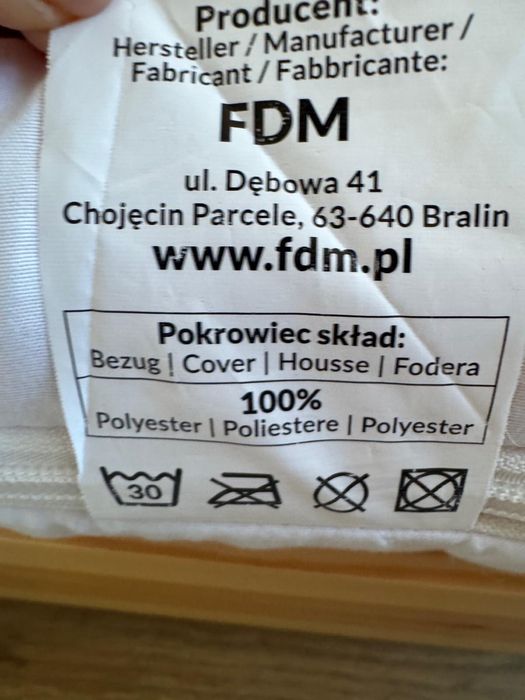 Producent:
Hersteller / Manufacturer /
Fabricant / Fabbricante:
FDM
ul. Dębowa 41
Chojęcin Parcele, 63-640 Bralin
www.fdm.pl
Pokrowiec skład:
Bezug | Cover | Housse | Fodera
100%
Polyester | Poliestere | Polyester
30